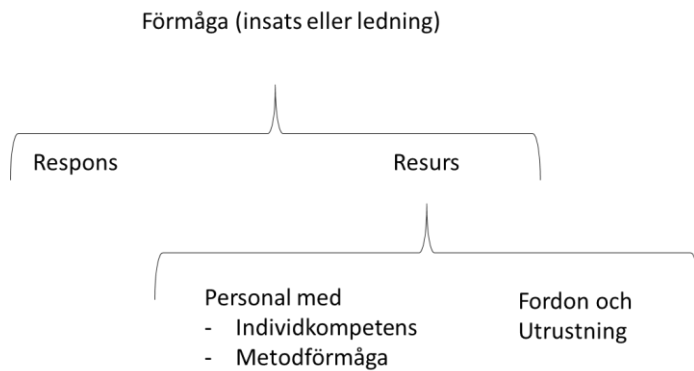 Förmåga (insats eller ledning)
Respons
Resurs
Personal med
- Individkompetens
- Metodförmåga
Fordon och
Utrustning